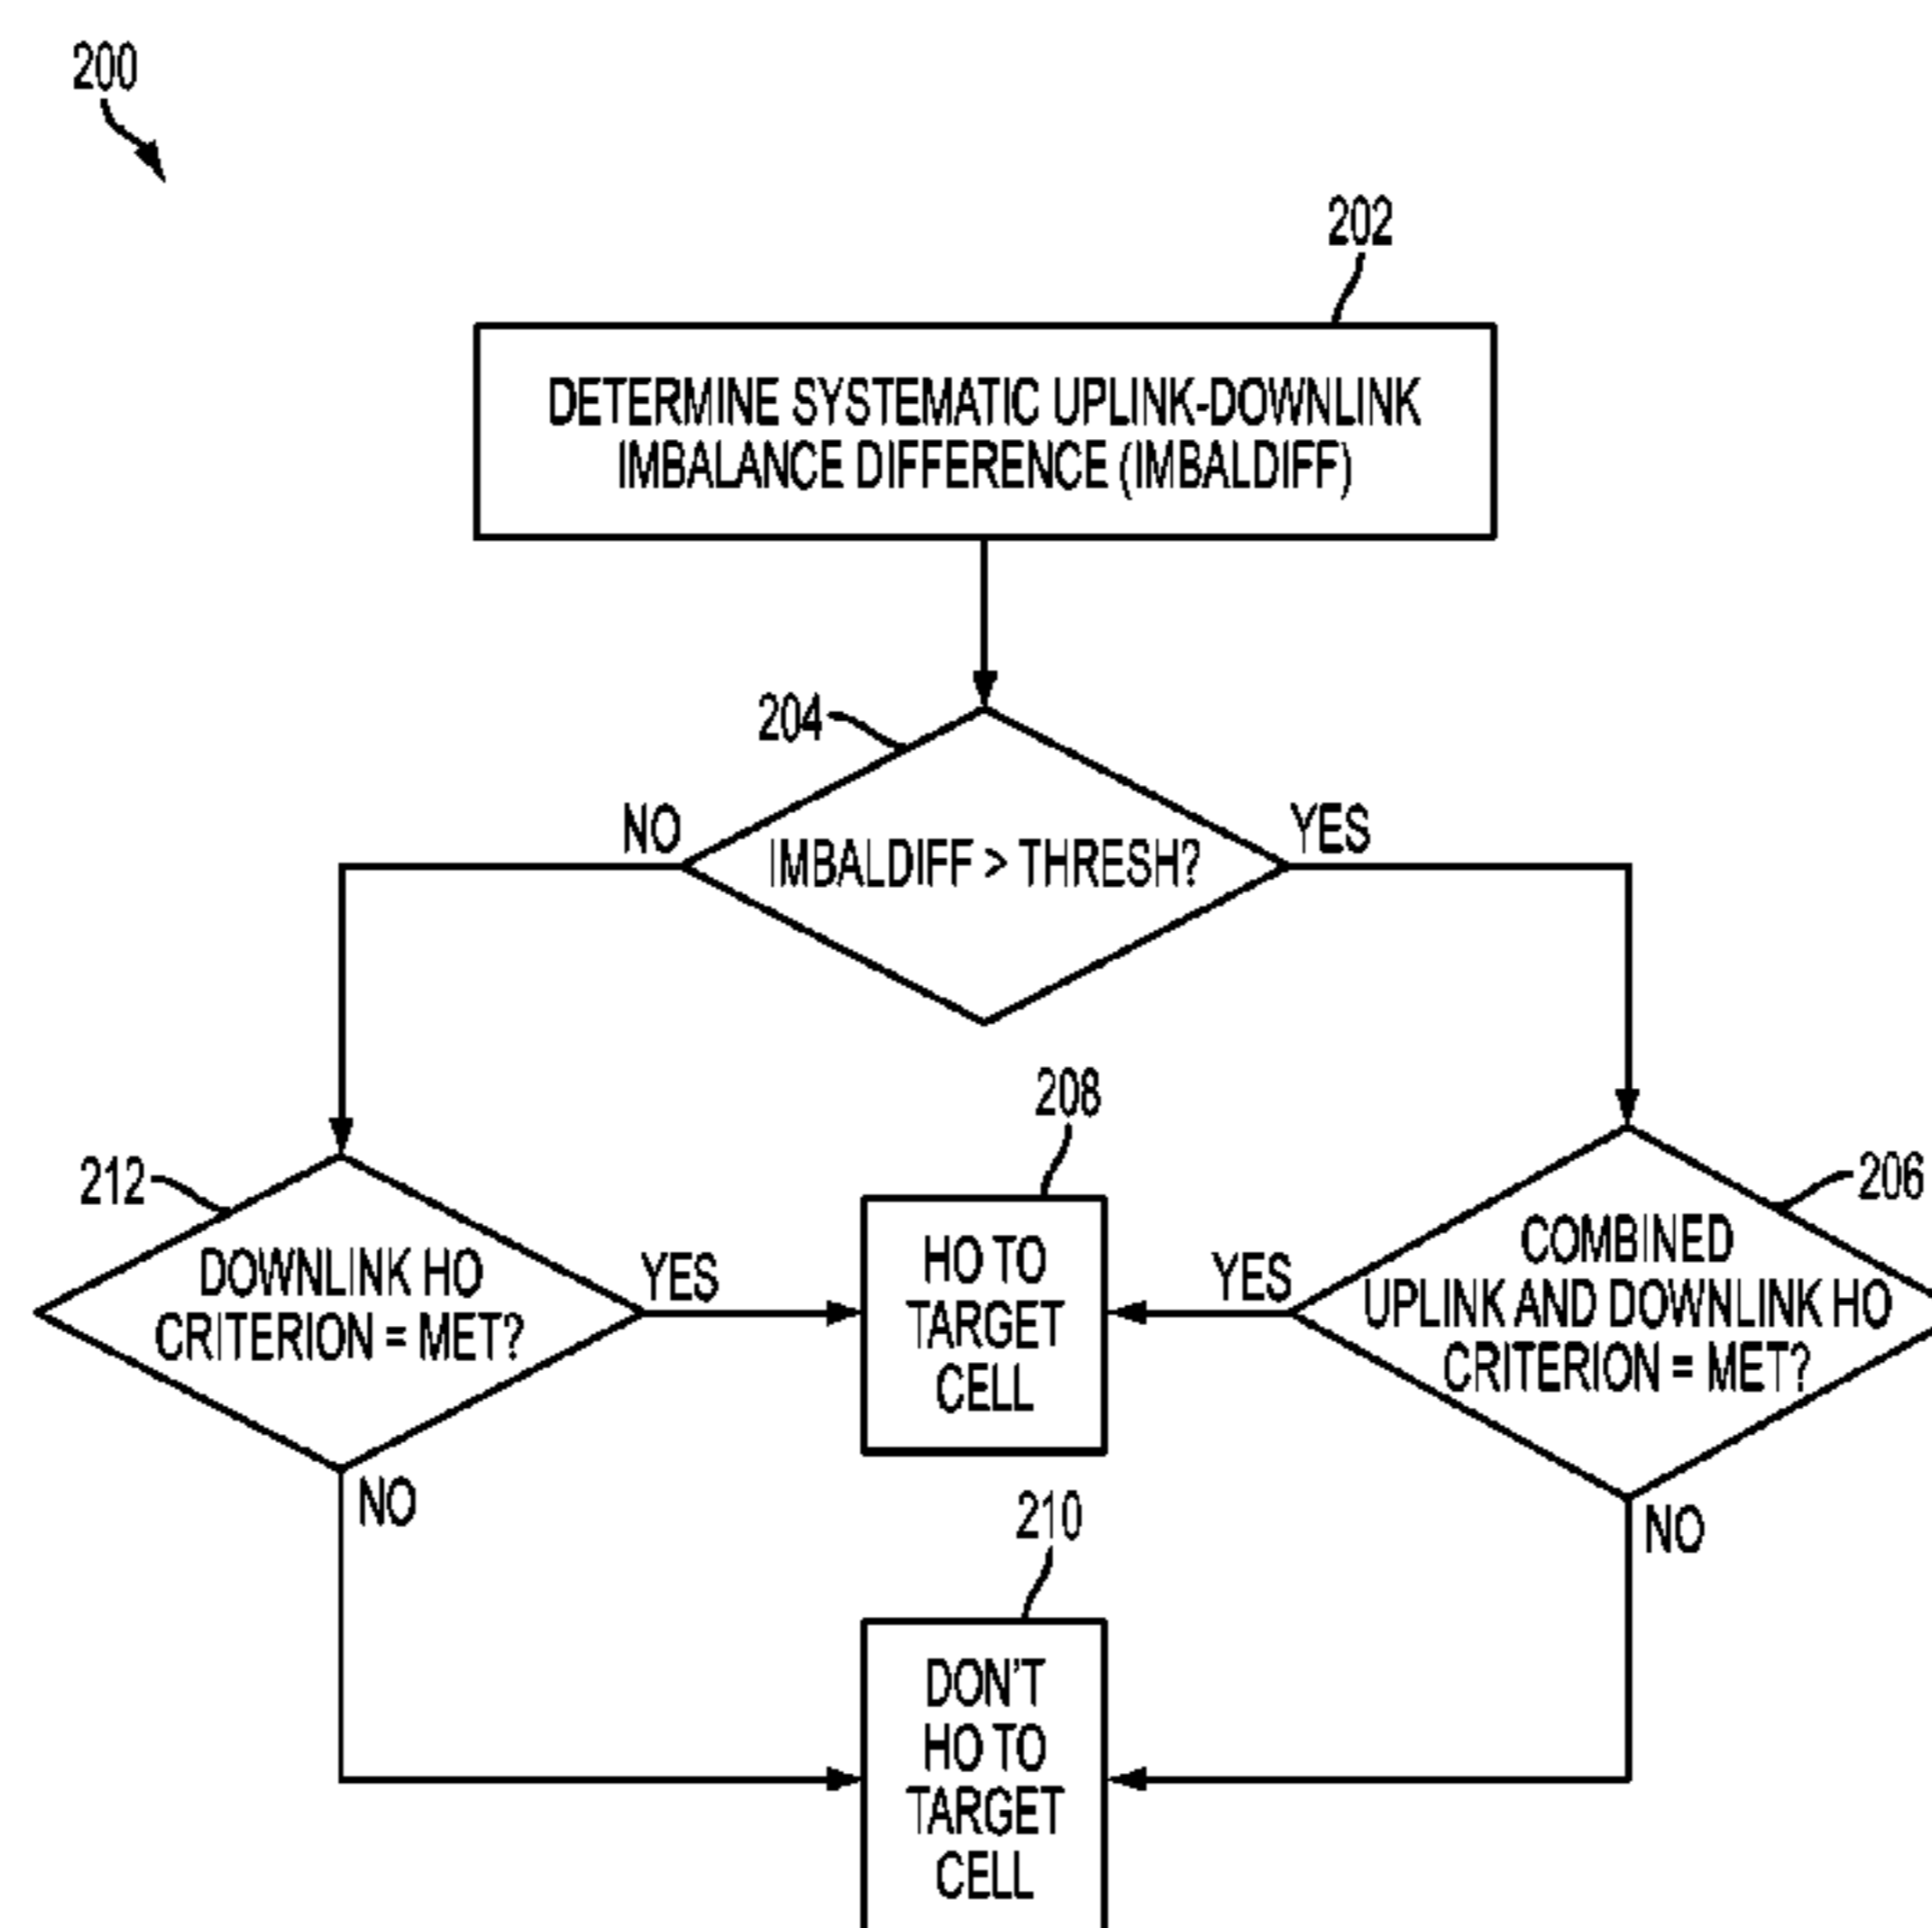 200
202
DETERMINE SYSTEMATIC UPLINK-DOWNLINK
IMBALANCE DIFFERENCE (IMBALDIFF)
204
NO
IMBALDIFF > THRESH?
YES
208
212
206
DOWNLINK HO
CRITERION = MET?
YES
HO TO
TARGET
CELL
YES
COMBINED
UPLINK AND DOWNLINK HO
CRITERION = MET?
NO
210
NO
DON'T
HO TO
TARGET
CELL